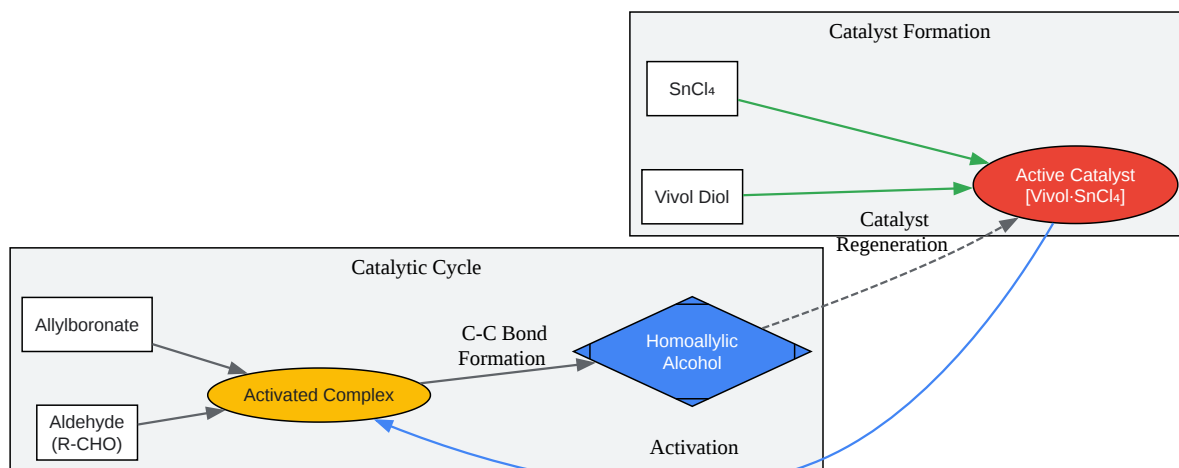 Catalyst Formation
SnCl₄
Vivol Diol
Active Catalyst
[Vivol·SnCl₄]
Catalyst
Regeneration
Catalytic Cycle
Allylboronate
Aldehyde
(R-CHO)
Activated Complex
C-C Bond
Formation
Homoallylic
Alcohol
Activation